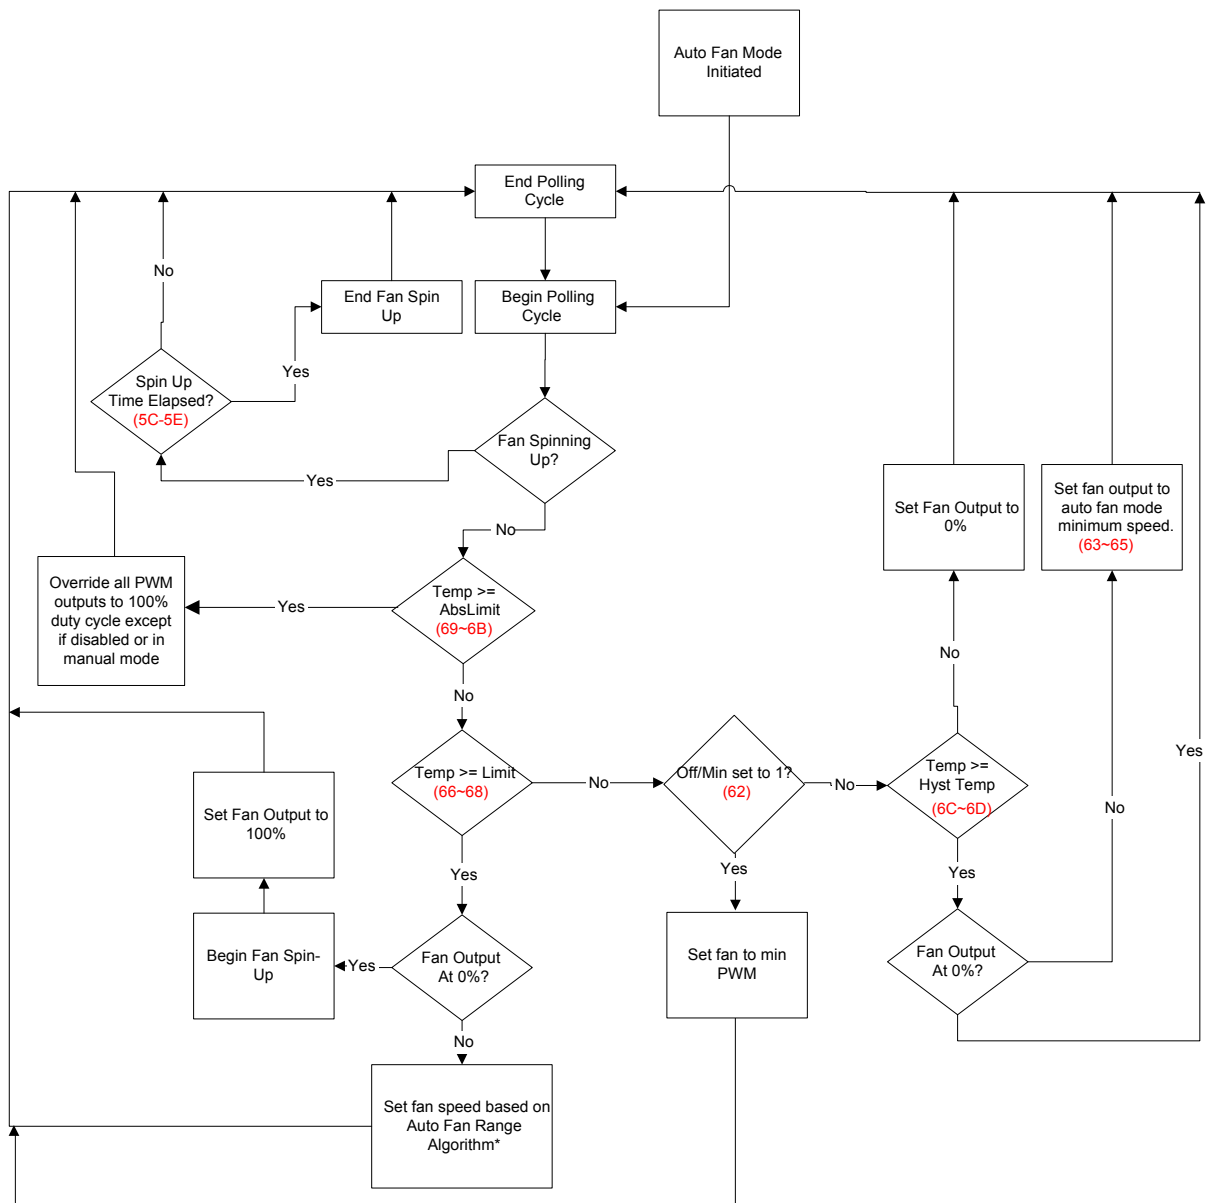 Auto Fan Mode
Initiated
End Polling
Cycle
No
End Fan Spin
Up
Begin Polling
Cycle
Spin Up
Time Elapsed?
(5C-5E)
Yes
Fan Spinning
Up?
Yes
No
Set Fan Output to
0%
Set fan output to
auto fan mode
minimum speed.
(63~65)
Override all PWM
outputs to 100%
duty cycle except
if disabled or in
manual mode
Yes
Temp >=
AbsLimit
(69~6B)
No
No
Yes
Temp >= Limit
(66~68)
No
Off/Min set to 1?
(62)
No
Temp >=
Hyst Temp
(6C~6D)
No
Set Fan Output to
100%
Yes
Yes
Yes
Begin Fan Spin-
Up
Yes
Fan Output
At 0%?
Set fan to min
PWM
Fan Output
At 0%?
No
Set fan speed based on
Auto Fan Range
Algorithm*